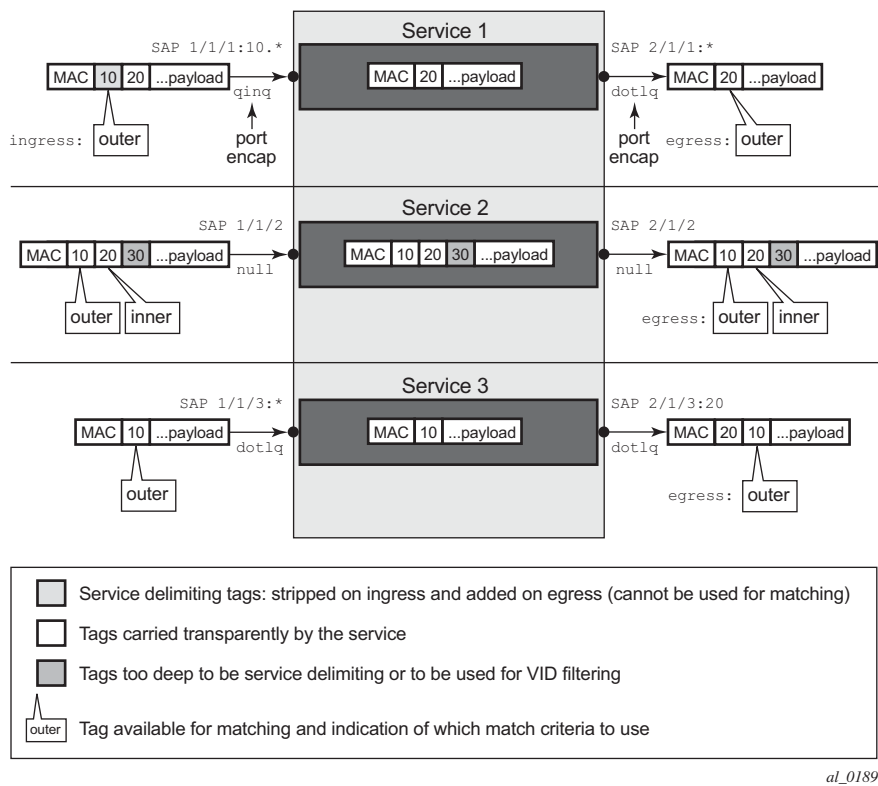 Service 1
SAP 1/1/1:10.*
SAP 2/1/1:*
MAC 10 20 ...payload
MAC 20 ...payload
MAC 20 ...payload
qinq
dot1q
ingress: outer
port
encap
port
encap
egress: outer
Service 2
SAP 1/1/2
SAP 2/1/2
MAC 10 20 30 ...payload
MAC 10 20 30 ...payload
MAC 10 20 30 ...payload
null
null
outer inner
egress: outer inner
Service 3
SAP 1/1/3:*
SAP 2/1/3:20
MAC 10 ...payload
MAC 10 ...payload
MAC 20 10 ...payload
dot1q
dot1q
outer
egress: outer
Service delimiting tags: stripped on ingress and added on egress (cannot be used for matching)
Tags carried transparently by the service
Tags too deep to be service delimiting or to be used for VID filtering
outer Tag available for matching and indication of which match criteria to use
al_0189